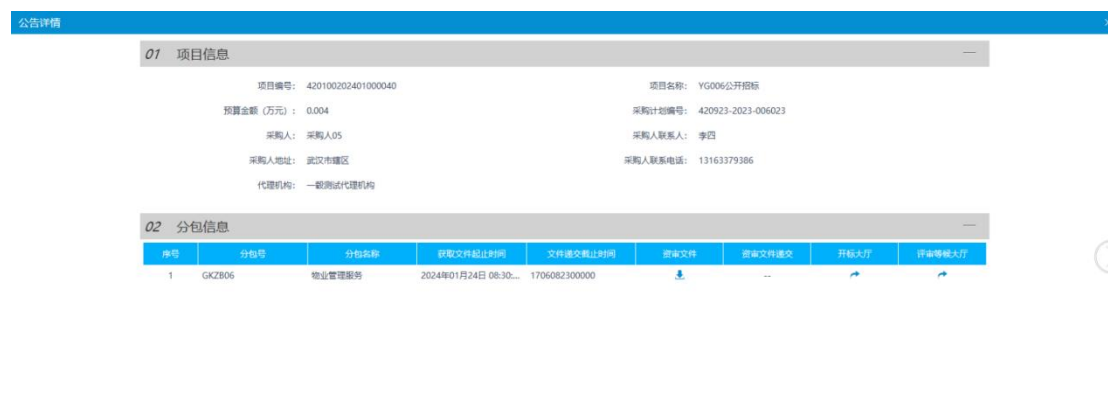 公告详情
01 项目信息
项目编号: 420100202401000040 项目名称: YG006公开招标
预算金额 (万元) : 0.004 采购计划编号: 420923-2023-006023
采购人: 采购人05 采购人联系人: 李四
采购人地址: 武汉市辖区 采购人联系电话: 13163379386
代理机构: 一般测试代理机构
02 分包信息
序号 分包号 分包名称 获取文件起止时间 文件递交截止时间 资审文件 资审文件递交 开标大厅 评审等候大厅
1 GKZB06 物业管理服务 2024年01月24日 08:30:... 1706082300000 --